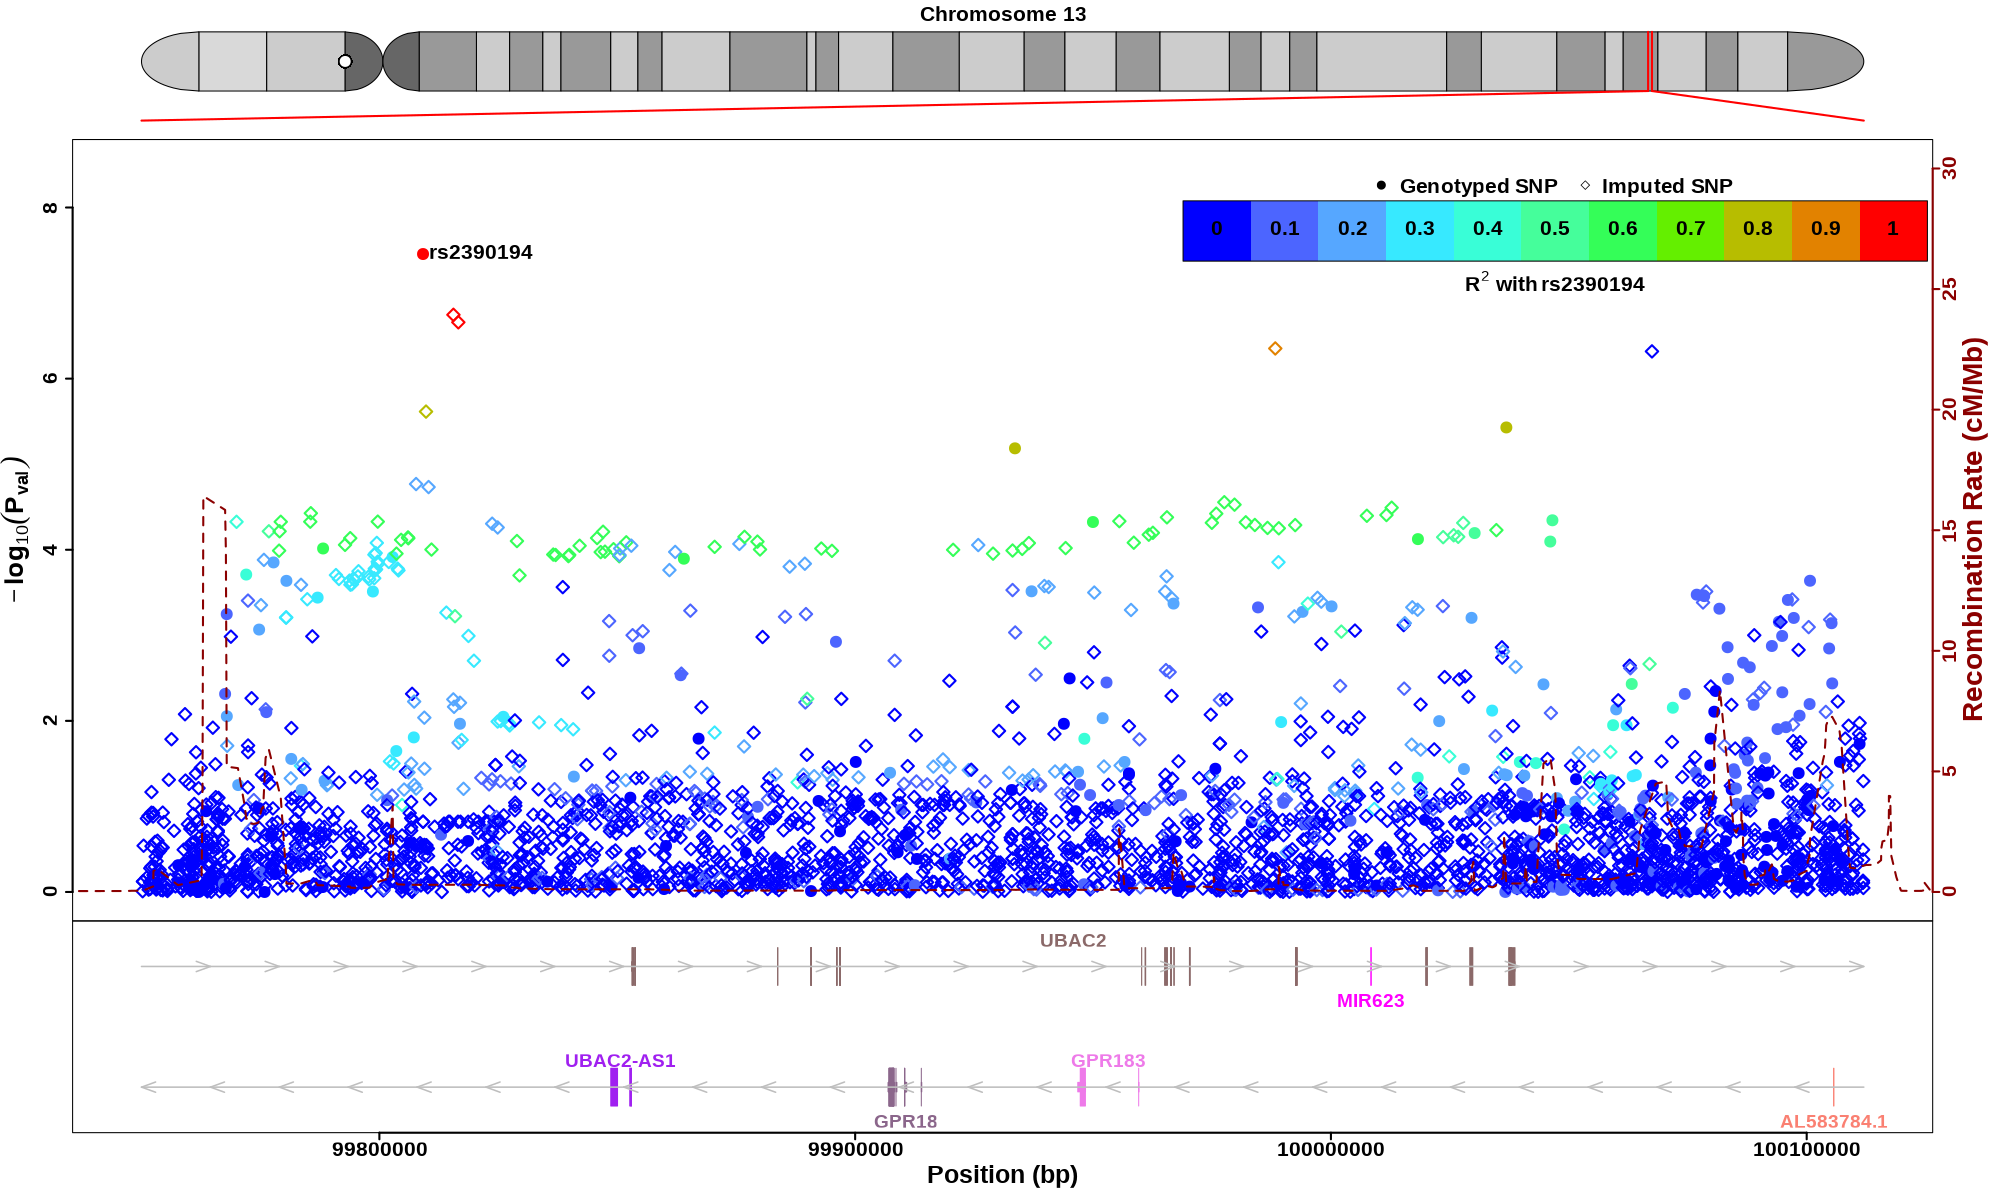 Chromosome 13
Genotyped SNP Imputed SNP
0 0.1 0.2 0.3 0.4 0.5 0.6 0.7 0.8 0.9 1
R2 with rs2390194
rs2390194
−log10(Pval)
0 2 4 6 8
Recombination Rate (cM/Mb)
0 5 10 15 20 25 30
UBAC2
MIR623
UBAC2-AS1
GPR183
GPR18
AL583784.1
99800000 99900000 100000000 100100000
Position (bp)